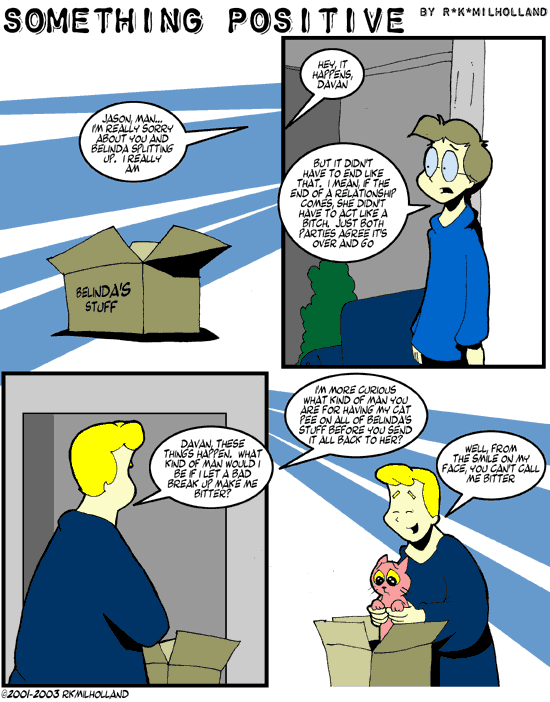 SOMETHING POSITIVE
BY R*K*MILHOLLAND
JASON, MAN...
I'M REALLY SORRY
ABOUT YOU AND
BELINDA SPLITTING
UP. I REALLY
AM
BELINDA'S
STUFF
HEY, IT
HAPPENS,
DAVAN
BUT IT DIDN'T
HAVE TO END LIKE
THAT. I MEAN, IF THE
END OF A RELATIONSHIP
COMES, SHE DIDN'T
HAVE TO ACT LIKE A
BITCH. JUST BOTH
PARTIES AGREE IT'S
OVER AND GO
DAVAN, THESE
THINGS HAPPEN. WHAT
KIND OF MAN WOULD I
BE IF I LET A BAD
BREAK UP MAKE ME
BITTER?
I'M MORE CURIOUS
WHAT KIND OF MAN YOU
ARE FOR HAVING MY CAT
PEE ON ALL OF BELINDA'S
STUFF BEFORE YOU SEND
IT ALL BACK TO HER?
WELL, FROM
THE SMILE ON MY
FACE, YOU CAN'T CALL
ME BITTER
©2001-2003 RKMILHOLLAND